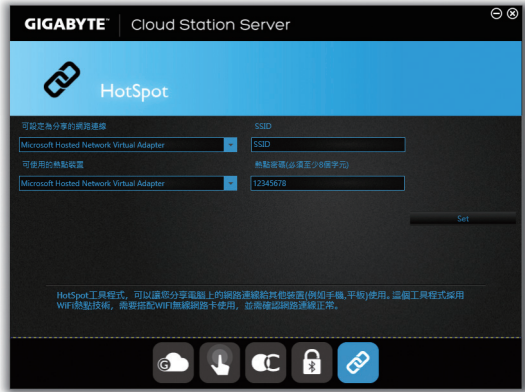 GIGABYTE™ Cloud Station Server
HotSpot
可設定為分享的網路連線
SSID
Microsoft Hosted Network Virtual Adapter
SSID
可使用的熱點裝置
熱點密碼(必須至少8個字元)
Microsoft Hosted Network Virtual Adapter
12345678
Set
HotSpot工具程式，可以讓您分享電腦上的網路連線給其他裝置(例如手機,平板)使用。這個工具程式採用
WiFi熱點技術，需要搭配WIFI無線網路卡使用，並需確認網路連線正常。
G